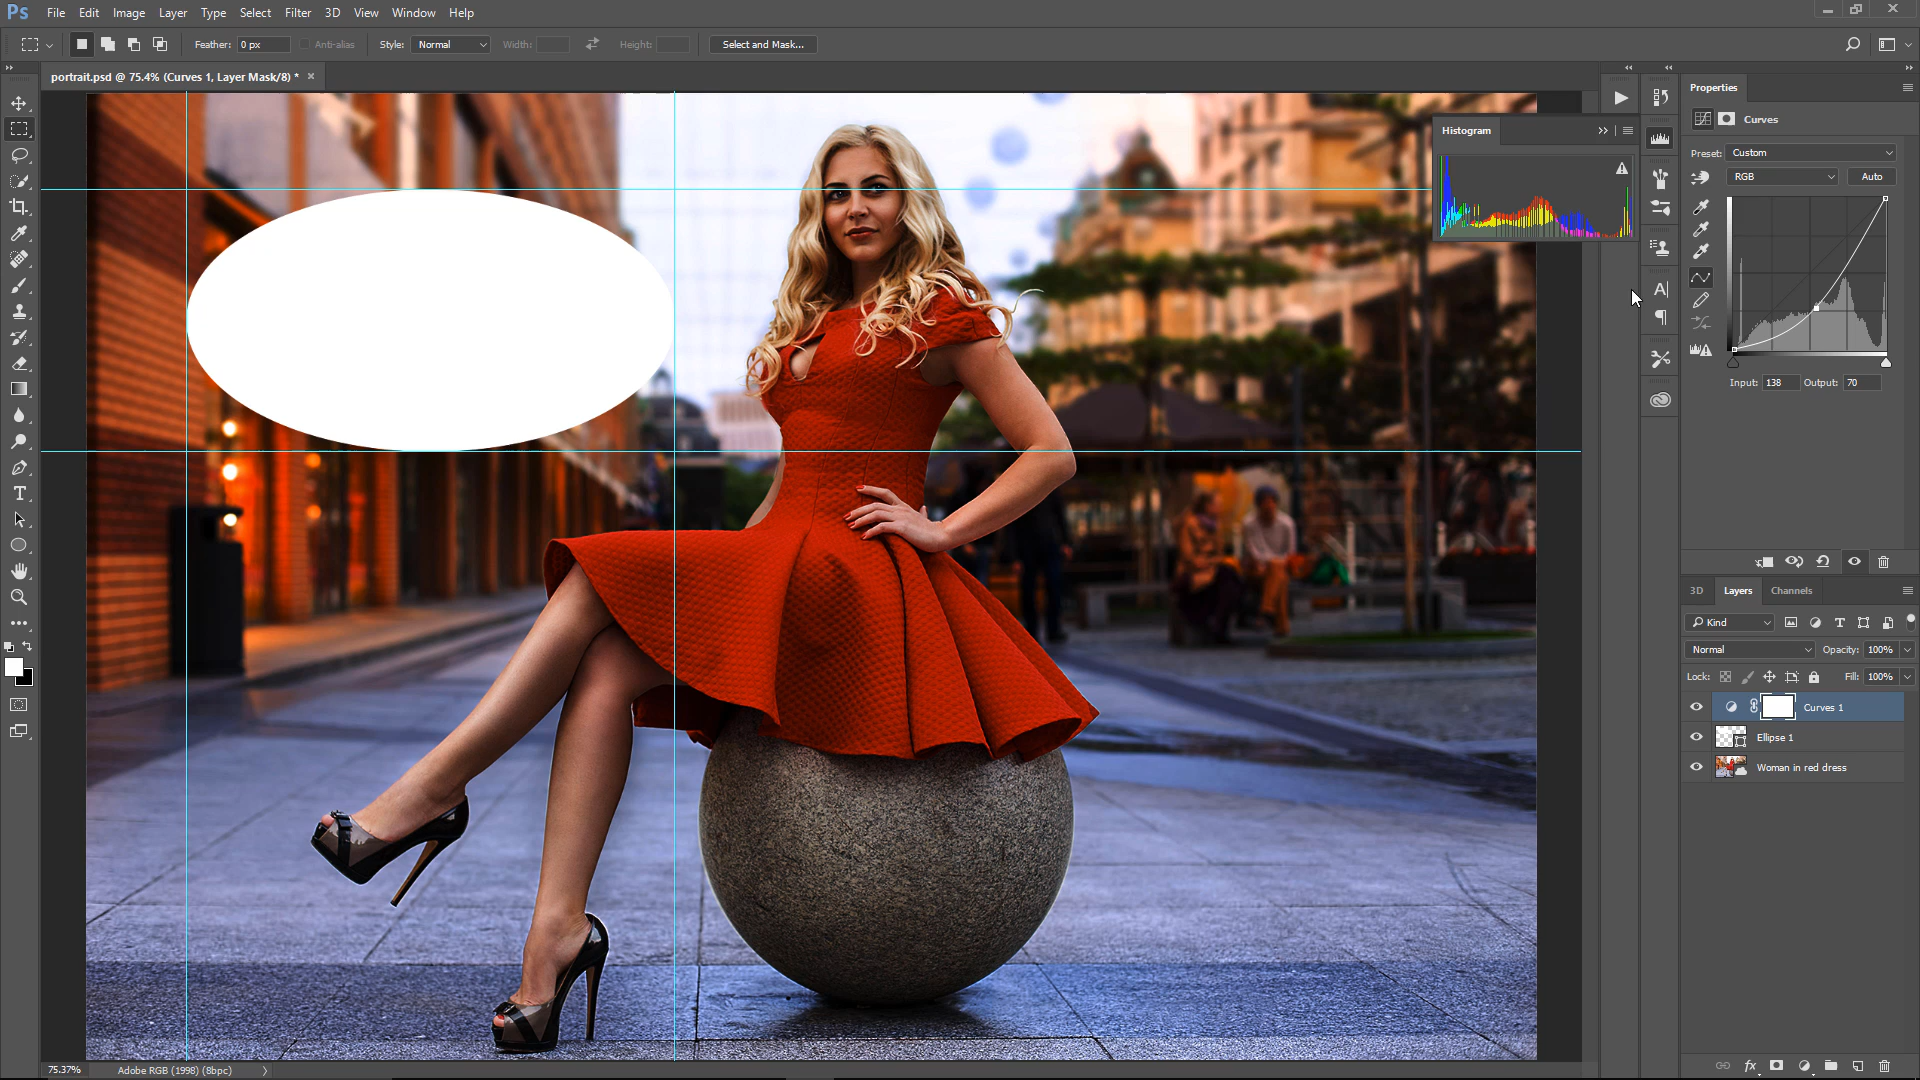 Ps File Edit Image Layer Type Select Filter 3D View Window Help
Feather: 0 px Anti-alias Style: Normal Width: Height: Select and Mask...
portrait.psd @ 75.4% (Curves 1, Layer Mask/8) *
Histogram
Properties
Curves
Preset: Custom
RGB Auto
Input: 138 Output: 70
3D Layers Channels
Kind
Normal Opacity: 100%
Lock: Fill: 100%
Curves 1
Ellipse 1
Woman in red dress
fx
75.37% Adobe RGB (1998) (8bpc)